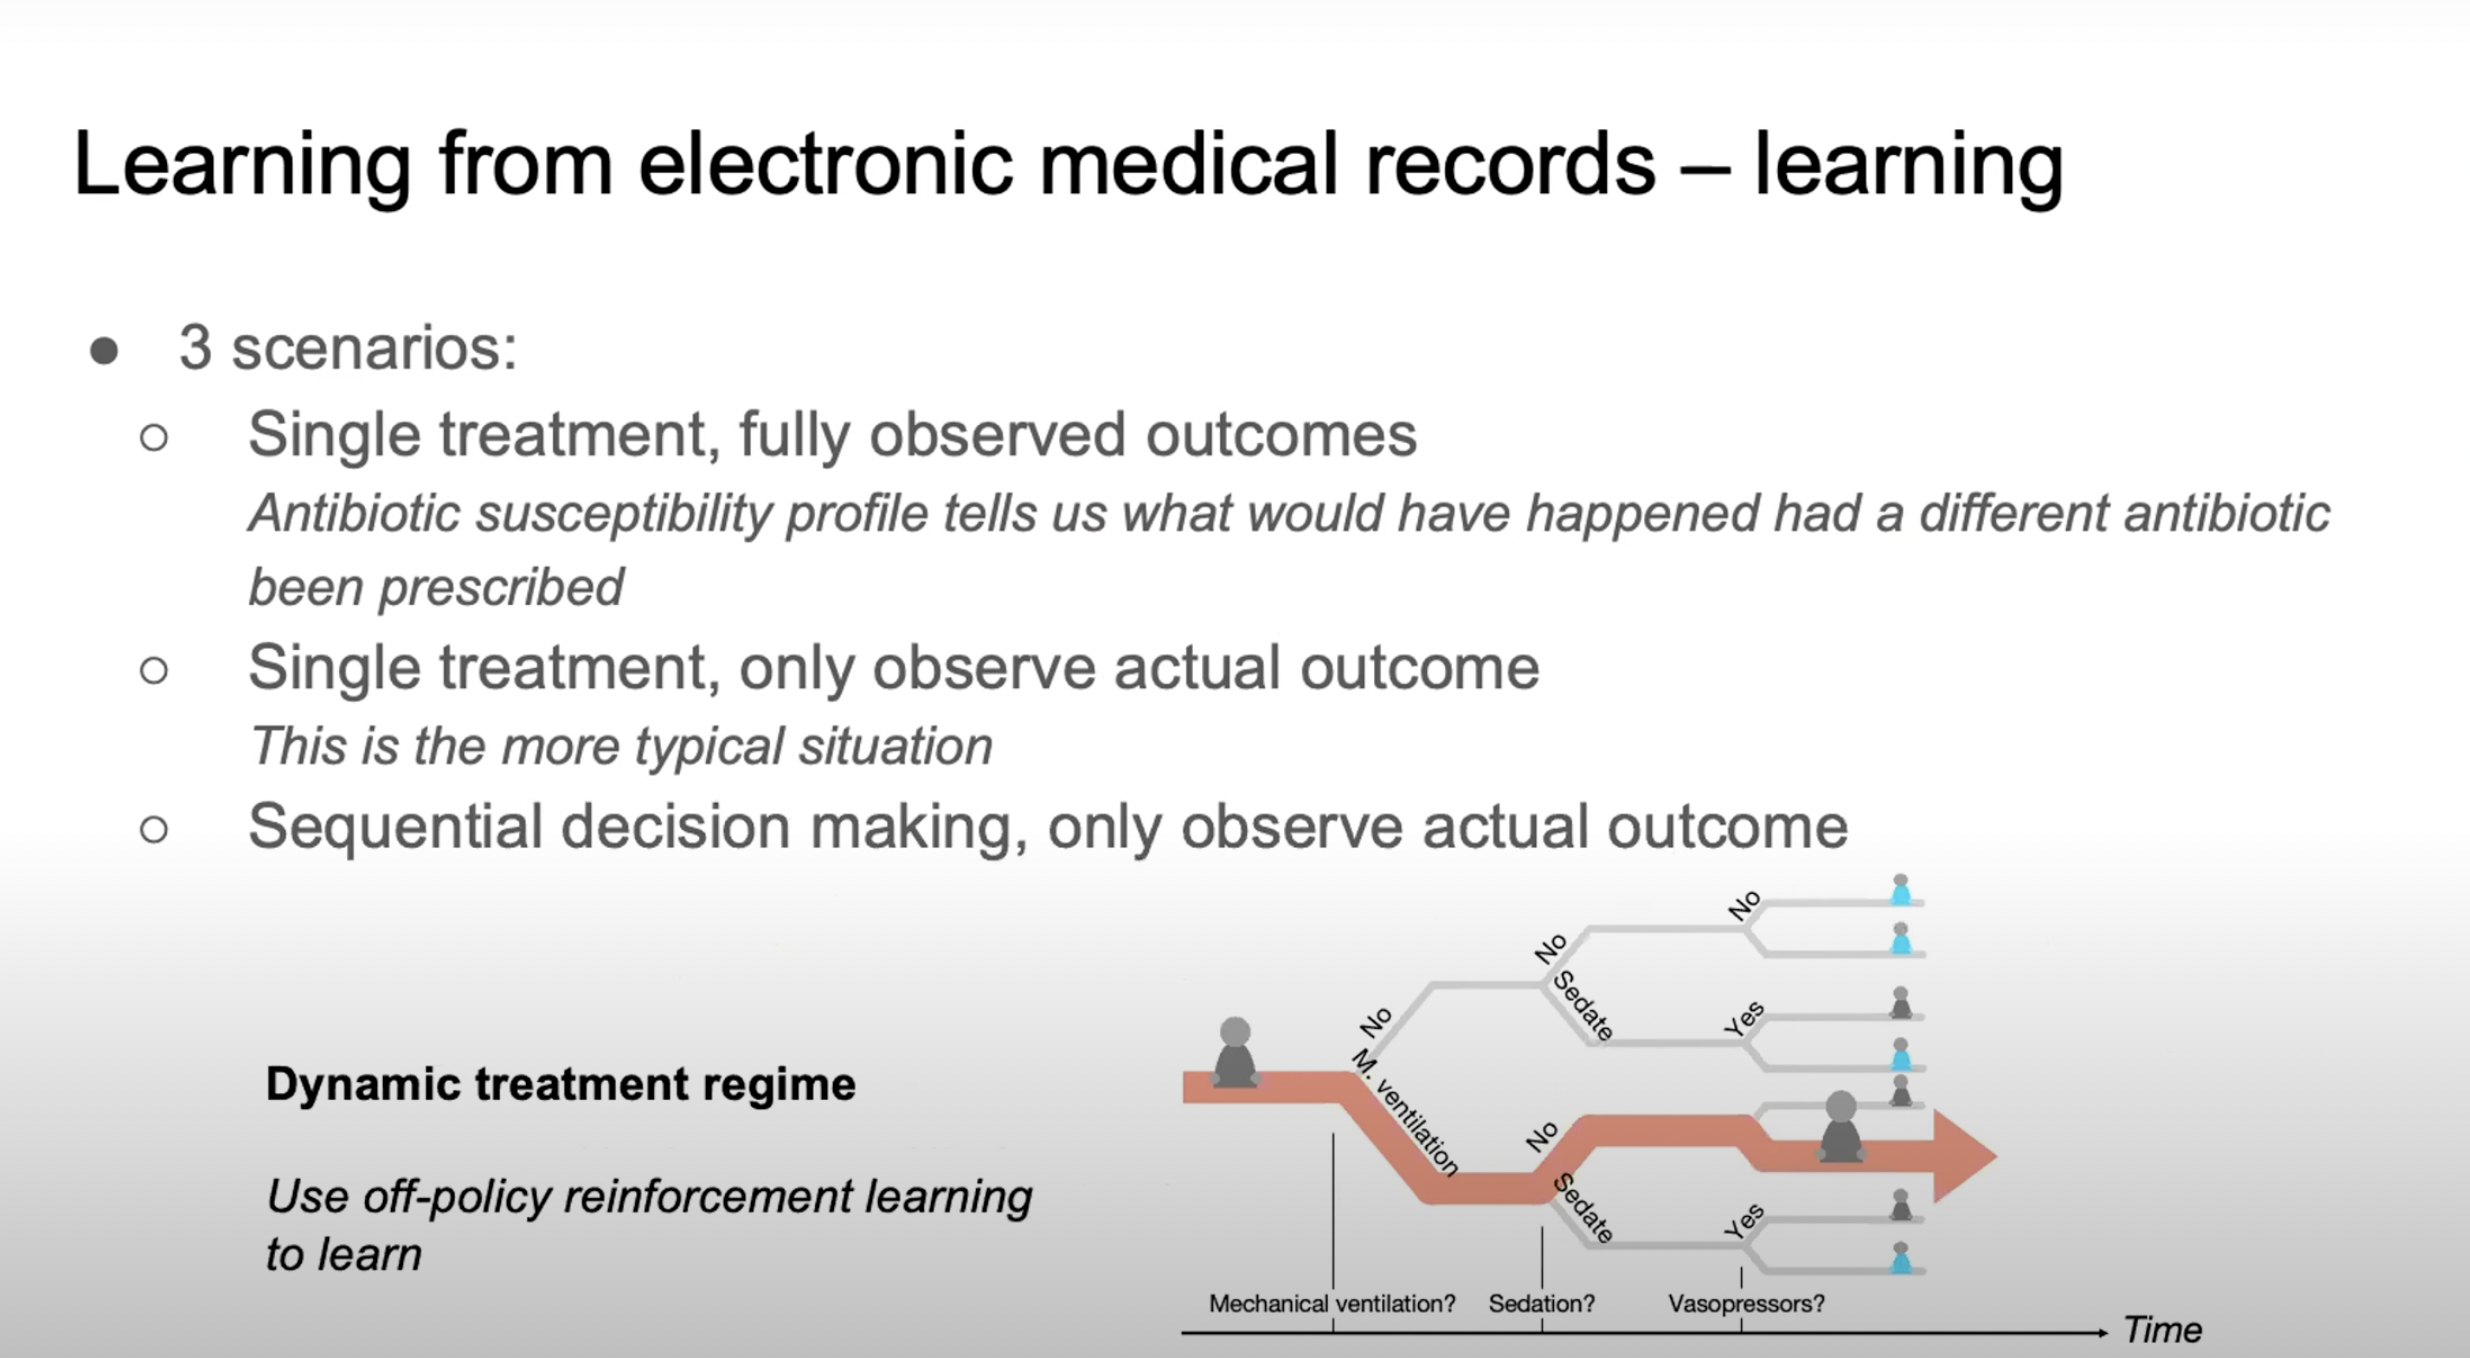 Learning from electronic medical records – learning
● 3 scenarios:
○ Single treatment, fully observed outcomes
Antibiotic susceptibility profile tells us what would have happened had a different antibiotic
been prescribed
○ Single treatment, only observe actual outcome
This is the more typical situation
○ Sequential decision making, only observe actual outcome
Dynamic treatment regime
Use off-policy reinforcement learning
to learn
No
M. ventilation
No
Sedate
No
Sedate
No
Yes
Yes
Mechanical ventilation?
Sedation?
Vasopressors?
Time